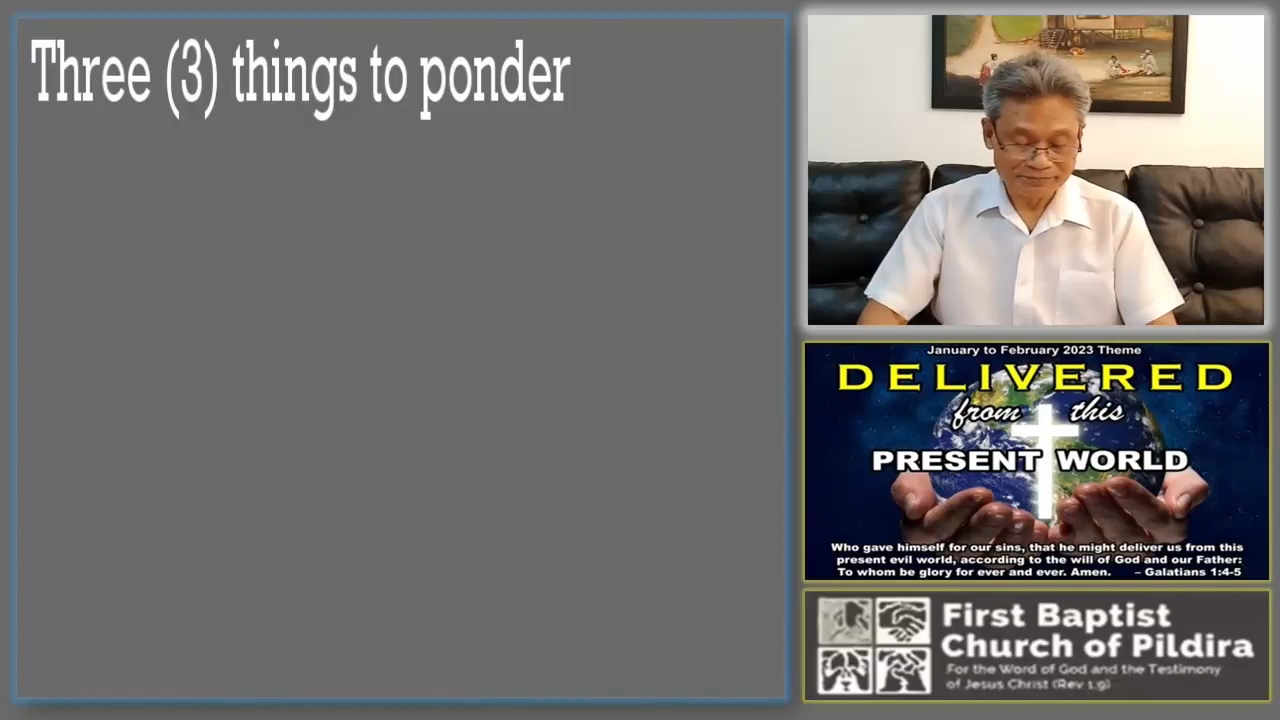 Three (3) things to ponder
January to February 2023 Theme
DELIVERED
from this
PRESENT WORLD
Who gave himself for our sins, that he might deliver us from this
present evil world, according to the will of God and our Father:
To whom be glory for ever and ever. Amen. – Galatians 1:4-5
First Baptist
Church of Pildira
For the Word of God and the Testimony
of Jesus Christ (Rev 1:9)